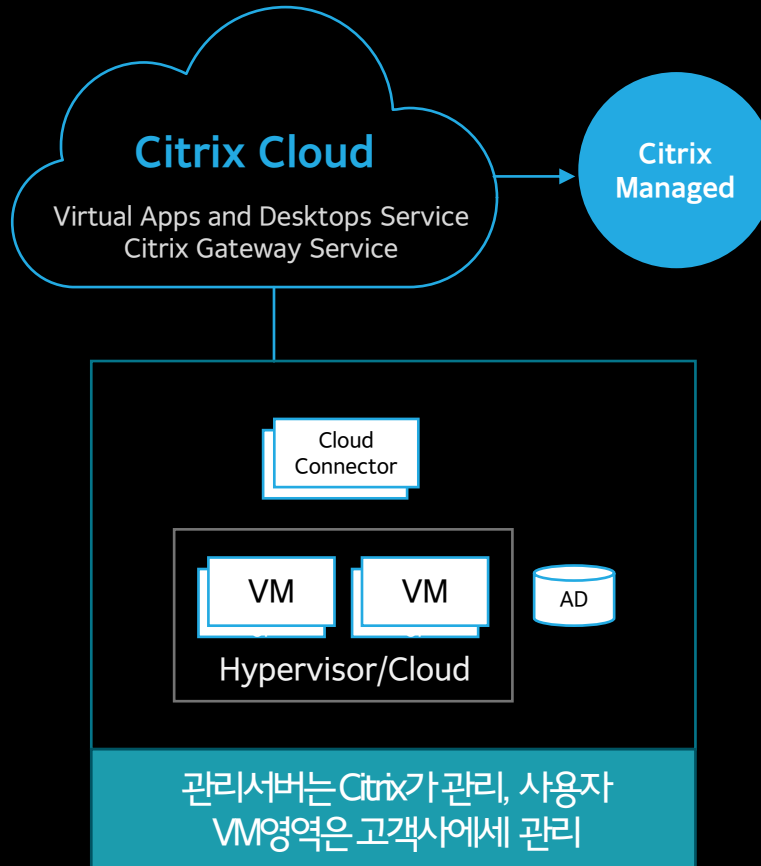 Citrix Cloud
Virtual Apps and Desktops Service
Citrix Gateway Service
Citrix
Managed
Cloud
Connector
VM
VM
AD
Hypervisor/Cloud
관리서버는 Citrix가 관리, 사용자
VM영역은 고객사에세 관리